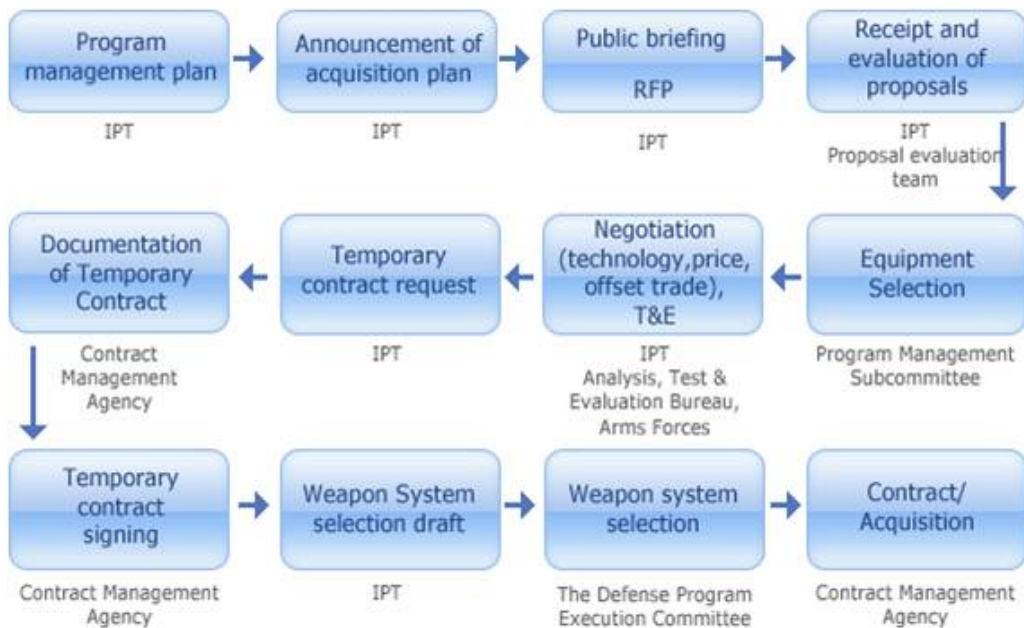 Program
management plan
IPT
Announcement of
acquisition plan
IPT
Public briefing
RFP
IPT
Receipt and
evaluation of
proposals
IPT
Proposal evaluation
team
Equipment
Selection
Program Management
Subcommittee
Negotiation
(technology,price,
offset trade),
T&E
IPT
Analysis, Test &
Evaluation Bureau,
Arms Forces
Temporary
contract request
IPT
Documentation
of Temporary
Contract
Contract
Management
Agency
Temporary
contract
signing
Contract Management
Agency
Weapon System
selection draft
IPT
Weapon system
selection
The Defense Program
Execution Committee
Contract/
Acquisition
Contract Management
Agency